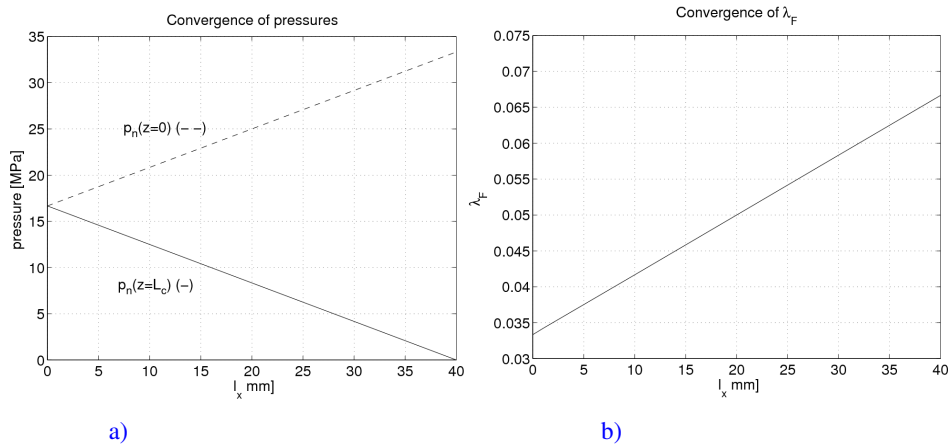 Convergence of pressures
35
30
25
20
15
10
5
0
pressure [MPa]
p_n(z=0) (− −)
p_n(z=L_c) (−)
0 5 10 15 20 25 30 35 40
l_x mm]
a)
Convergence of λ_F
0.075
0.07
0.065
0.06
0.055
0.05
0.045
0.04
0.035
0.03
λ_F
0 5 10 15 20 25 30 35 40
l_x mm]
b)